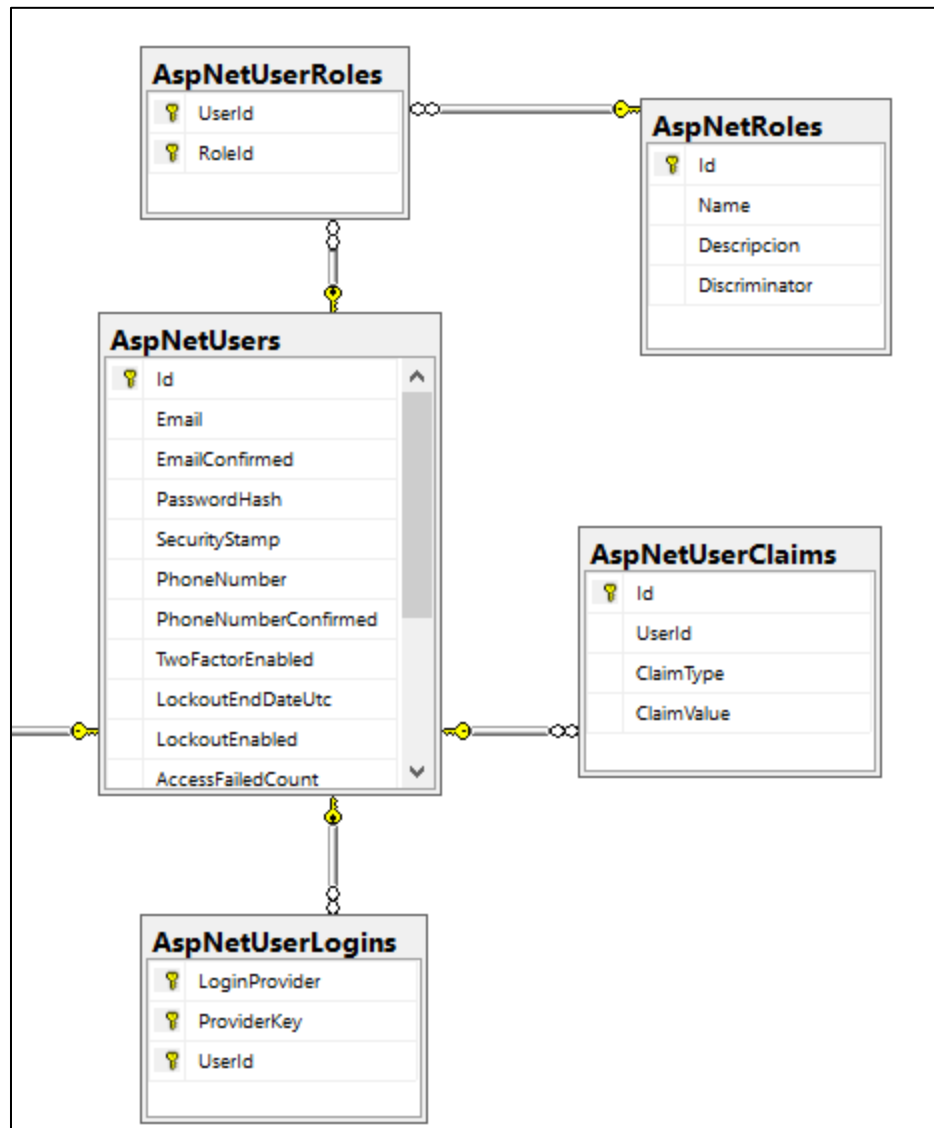 AspNetUserRoles
UserId
RoleId
AspNetRoles
Id
Name
Descripcion
Discriminator
AspNetUsers
Id
Email
EmailConfirmed
PasswordHash
SecurityStamp
PhoneNumber
PhoneNumberConfirmed
TwoFactorEnabled
LockoutEndDateUtc
LockoutEnabled
AccessFailedCount
AspNetUserClaims
Id
UserId
ClaimType
ClaimValue
AspNetUserLogins
LoginProvider
ProviderKey
UserId